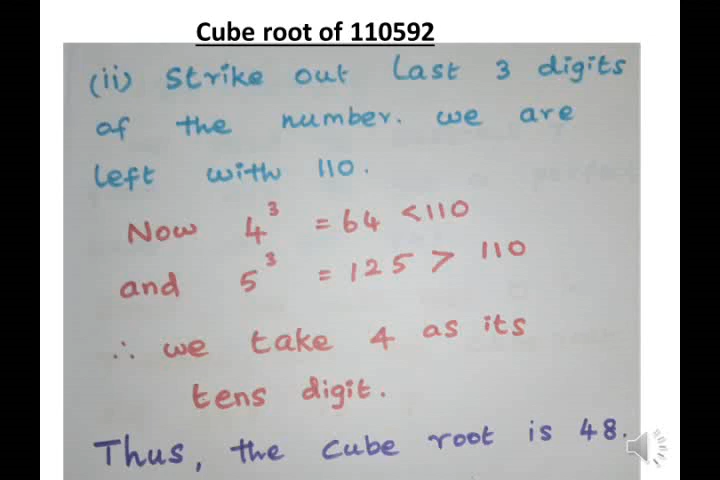 Cube root of 110592
(ii) Strike out last 3 digits
of the number. we are
left with 110.
Now 4³ = 64 < 110
and 5³ = 125 > 110
∴ we take 4 as its
tens digit.
Thus, the cube root is 48.